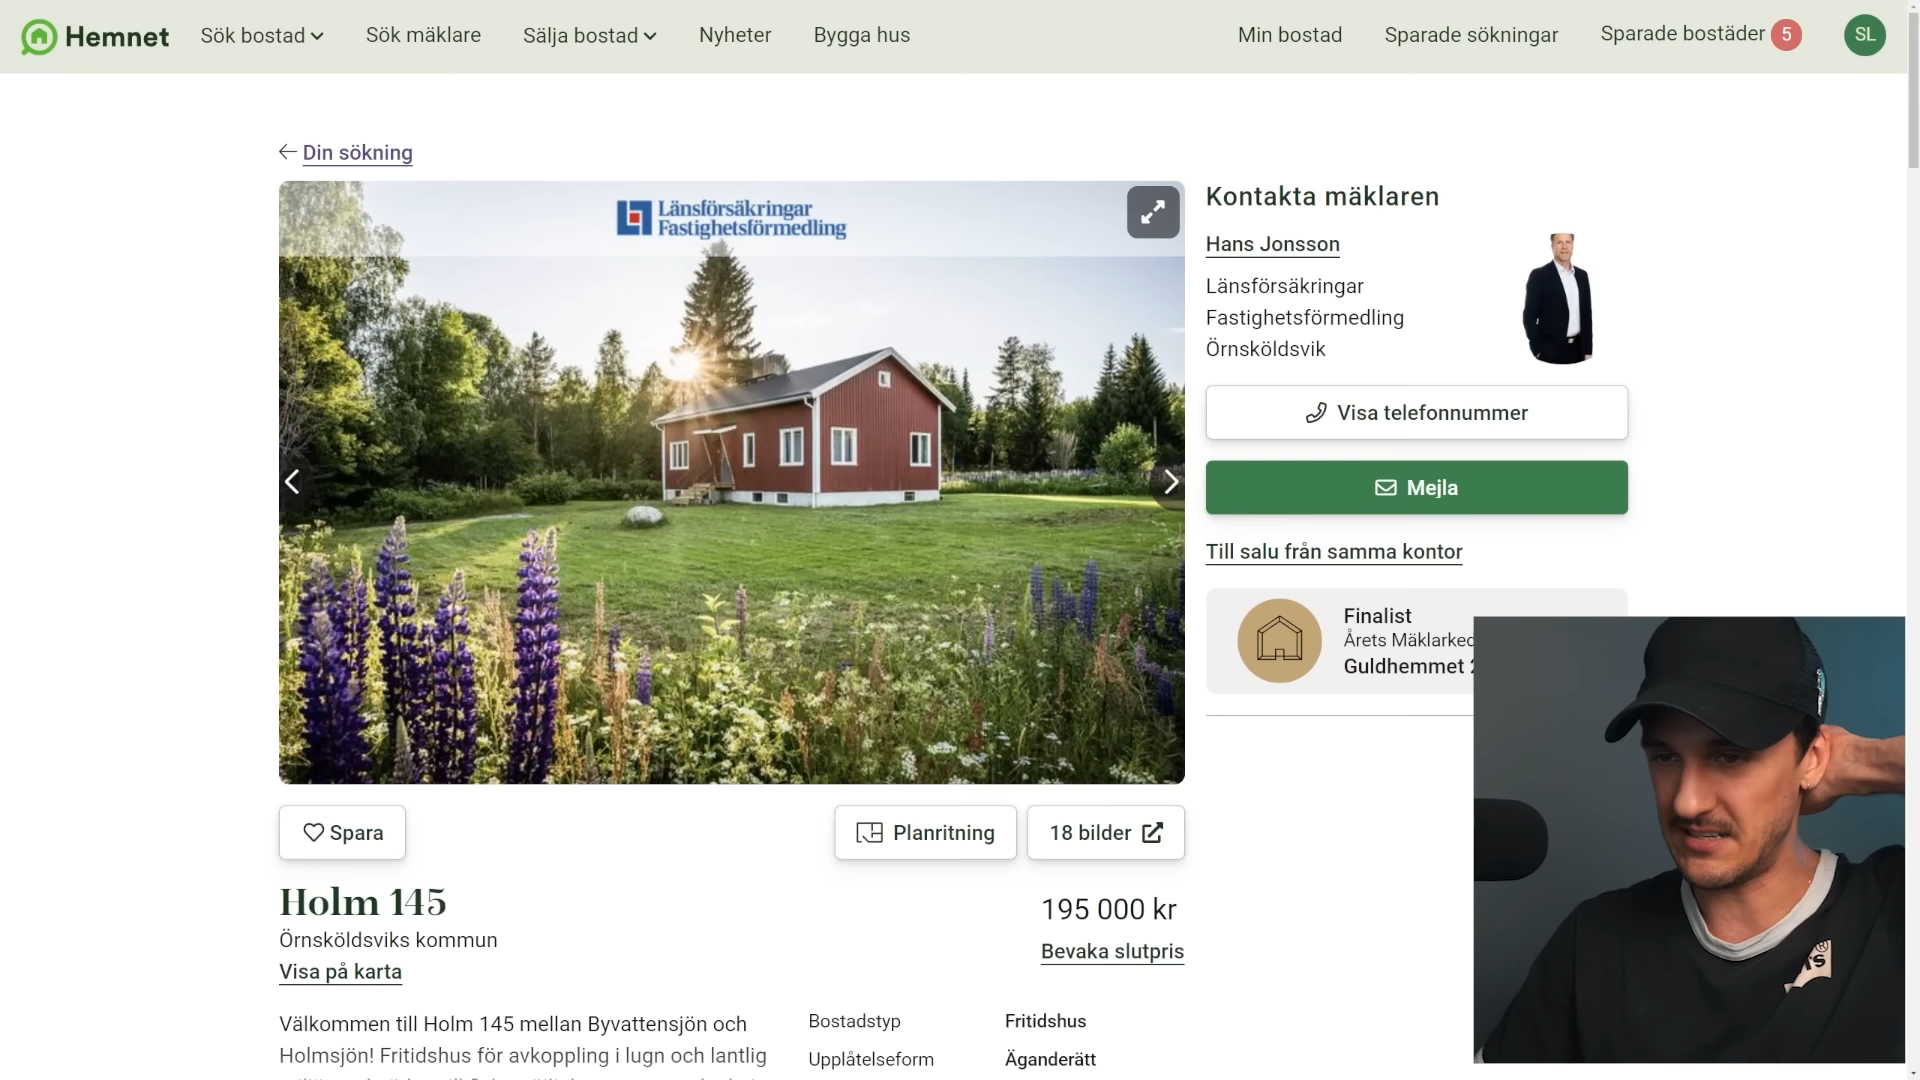 Hemnet
Sök bostad
Sök mäklare
Sälja bostad
Nyheter
Bygga hus
Min bostad
Sparade sökningar
Sparade bostäder
5
SL
Din sökning
Länsförsäkringar
Fastighetsförmedling
Kontakta mäklaren
Hans Jonsson
Länsförsäkringar
Fastighetsförmedling
Örnsköldsvik
Visa telefonnummer
Mejla
Till salu från samma kontor
Finalist
Årets
Guldhemmet
Spara
Planritning
18 bilder
Holm 145
195 000 kr
Örnsköldsviks kommun
Bevaka slutpris
Visa på karta
Välkommen till Holm 145 mellan Byvattensjön och
Holmsjön! Fritidshus för avkoppling i lugn och lantlig
Bostadstyp
Fritidshus
Upplåtelseform
Äganderätt